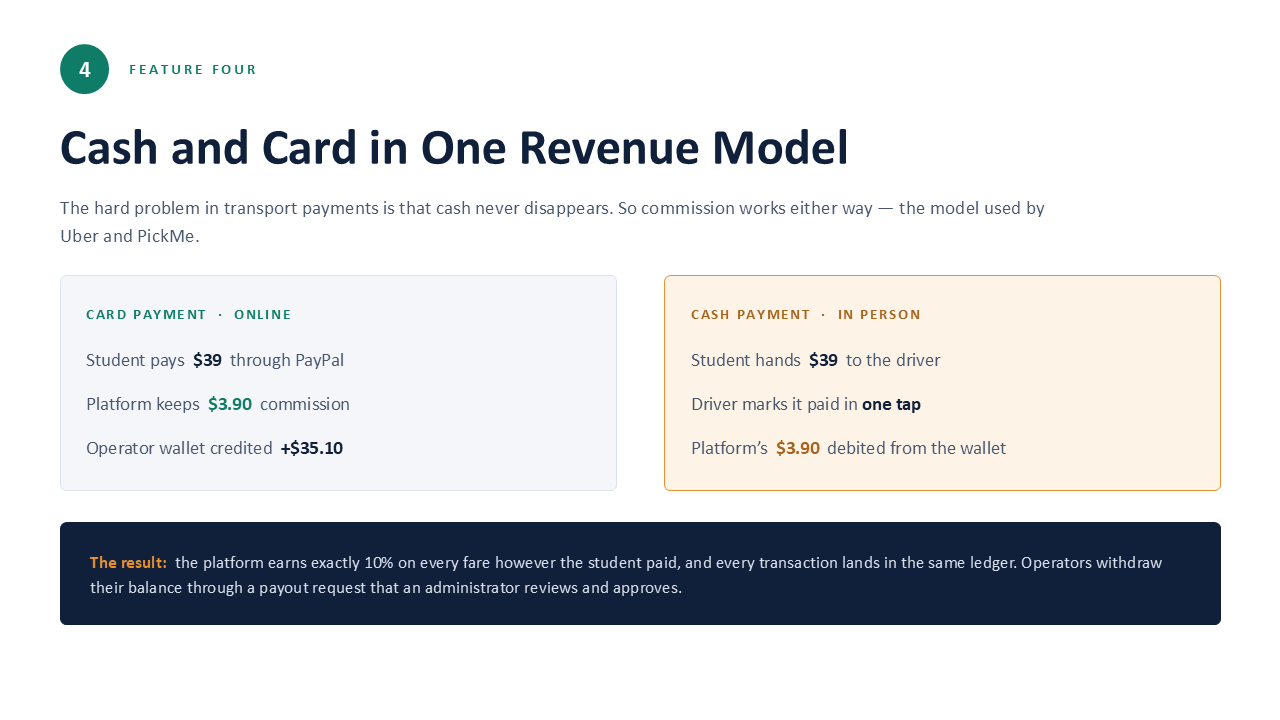 4
FEATURE FOUR
Cash and Card in One Revenue Model
The hard problem in transport payments is that cash never disappears. So commission works either way — the model used by
Uber and PickMe.
CARD PAYMENT · ONLINE
Student pays $39 through PayPal
Platform keeps $3.90 commission
Operator wallet credited +$35.10
CASH PAYMENT · IN PERSON
Student hands $39 to the driver
Driver marks it paid in one tap
Platform’s $3.90 debited from the wallet
The result: the platform earns exactly 10% on every fare however the student paid, and every transaction lands in the same ledger. Operators withdraw
their balance through a payout request that an administrator reviews and approves.